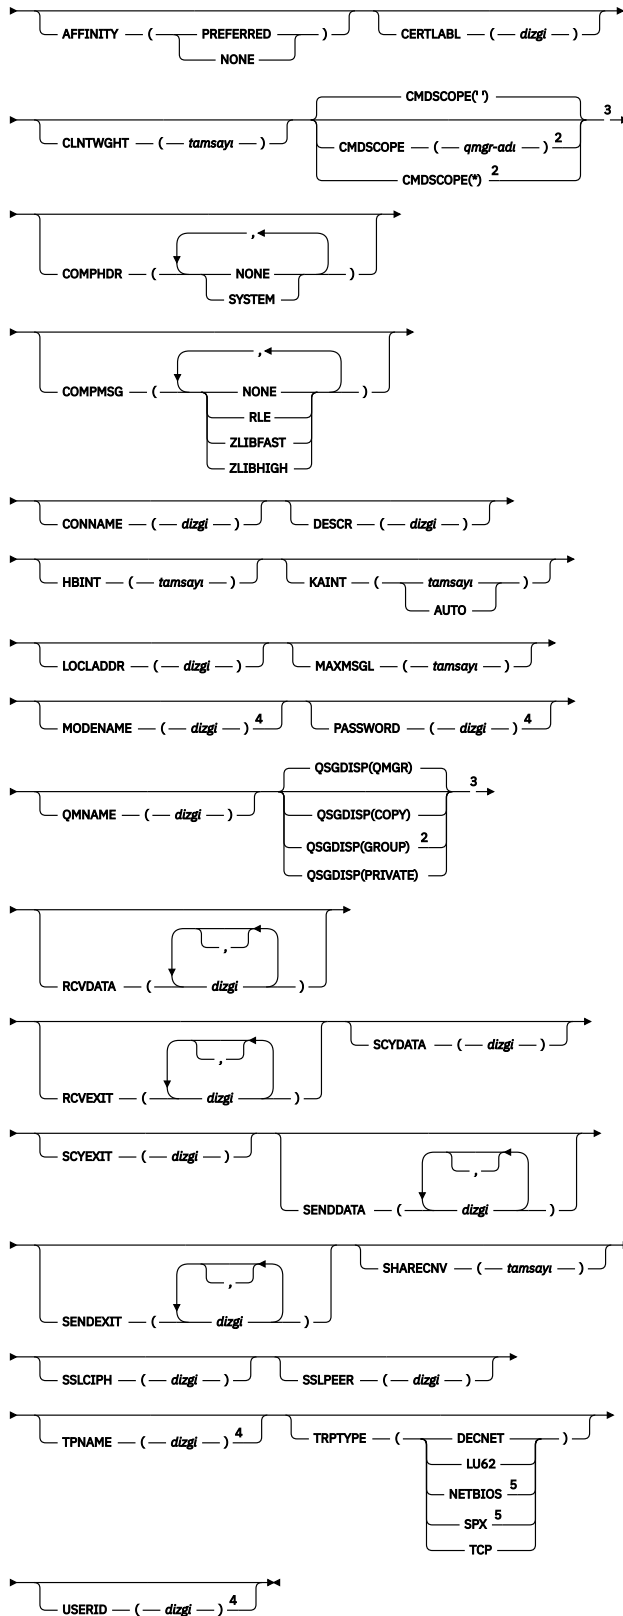 AFFINITY ( PREFERRED ) CERTLABL ( dizgi )
NONE
CMDSCOPE(' ')
CLNTWGHT ( tamsayı ) CMDSCOPE ( qmgr-adı ) 2 3
CMDSCOPE(*) 2
,
COMPHDR ( NONE )
SYSTEM
,
COMPMSG ( NONE )
RLE
ZLIBFAST
ZLIBHIGH
CONNAME ( dizgi ) DESCR ( dizgi )
HBINT ( tamsayı ) KAINT ( tamsayı )
AUTO
LOCLADDR ( dizgi ) MAXMSGL ( tamsayı )
MODENAME ( dizgi ) 4 PASSWORD ( dizgi ) 4
QSGDISP(QMGR) 3
QMNAME ( dizgi ) QSGDISP(COPY)
QSGDISP(GROUP) 2
QSGDISP(PRIVATE)
,
RCVDATA ( dizgi )
,
RCVEXIT ( dizgi ) SCYDATA ( dizgi )
SCYEXIT ( dizgi )
,
SENDDATA ( dizgi )
,
SENDEXIT ( dizgi ) SHARECNV ( tamsayı )
SSLCIPH ( dizgi ) SSLPEER ( dizgi )
TPNAME ( dizgi ) 4 TRPTYPE ( DECNET )
LU62
NETBIOS 5
SPX 5
TCP
USERID ( dizgi ) 4